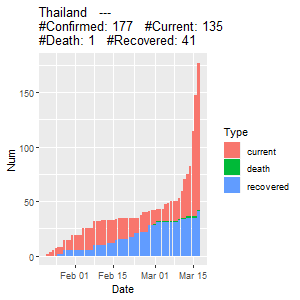 Thailand   ---
#Confirmed: 177   #Current: 135
#Death: 1   #Recovered: 41
150
100
50
0
Num
Feb 01
Feb 15
Mar 01
Mar 15
Date
Type
current
death
recovered